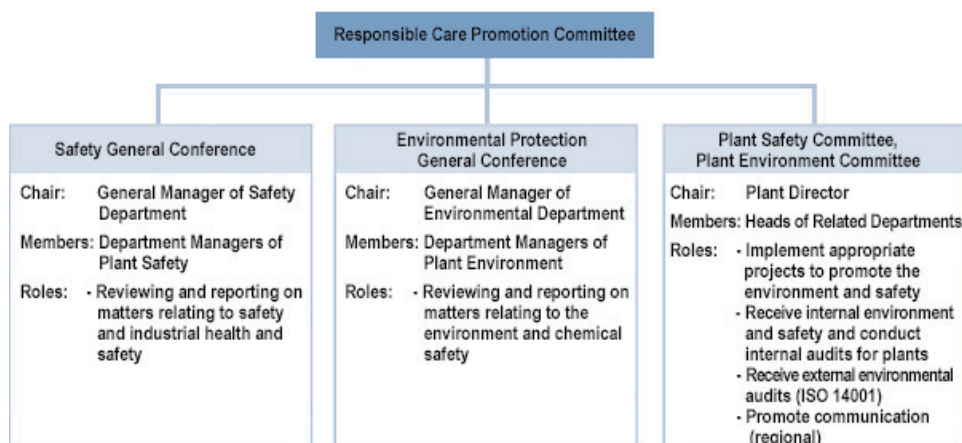 Responsible Care Promotion Committee
Safety General Conference
Chair: General Manager of Safety
Department
Members: Department Managers of
Plant Safety
Roles: - Reviewing and reporting on
matters relating to safety
and industrial health and
safety
Environmental Protection
General Conference
Chair: General Manager of
Environmental Department
Members: Department Managers of
Plant Environment
Roles: - Reviewing and reporting on
matters relating to the
environment and chemical
safety
Plant Safety Committee,
Plant Environment Committee
Chair: Plant Director
Members: Heads of Related Departments
Roles: - Implement appropriate
projects to promote the
environment and safety
- Receive internal environment
and safety and conduct
internal audits for plants
- Receive external environmental
audits (ISO 14001)
- Promote communication
(regional)